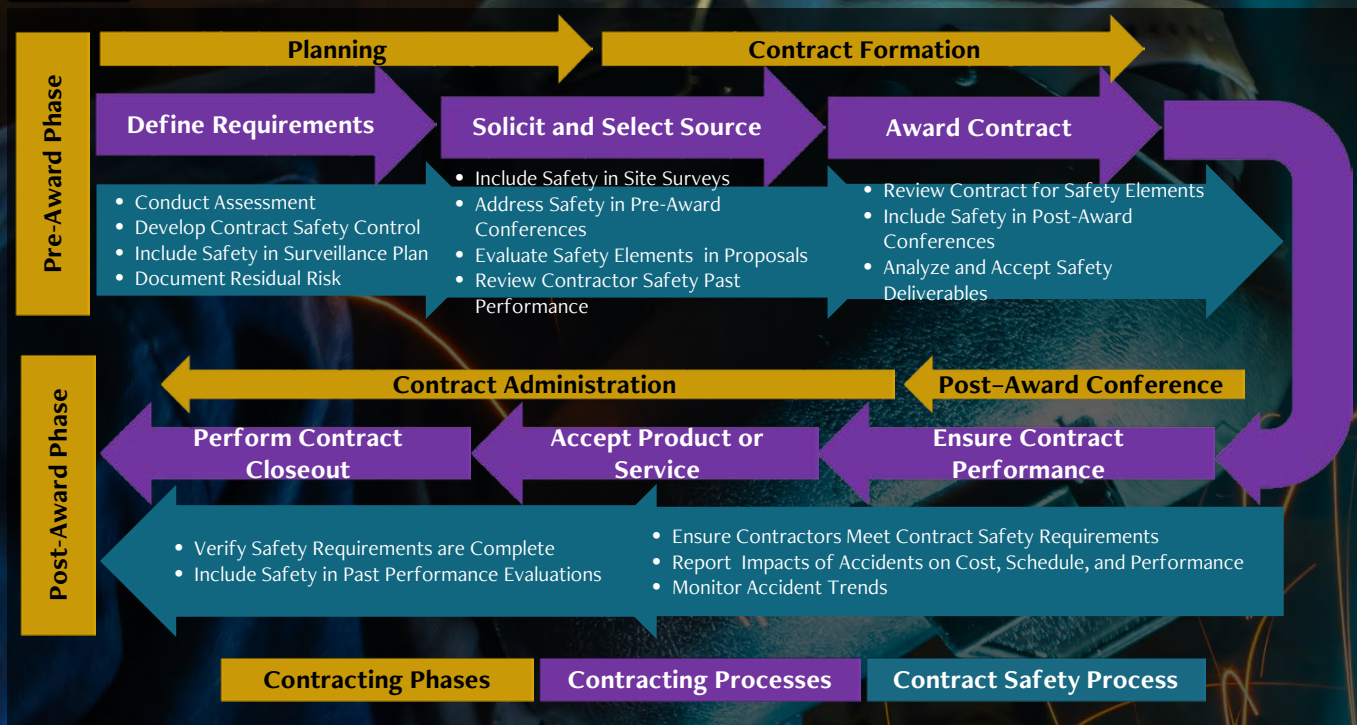 Pre-Award Phase
Planning
Contract Formation
Define Requirements
Solicit and Select Source
Award Contract
• Conduct Assessment
• Develop Contract Safety Control
• Include Safety in Surveillance Plan
• Document Residual Risk
• Include Safety in Site Surveys
• Address Safety in Pre-Award
Conferences
• Evaluate Safety Elements in Proposals
• Review Contractor Safety Past
Performance
• Review Contract for Safety Elements
• Include Safety in Post-Award
Conferences
• Analyze and Accept Safety
Deliverables
Post-Award Phase
Contract Administration
Post–Award Conference
Perform Contract
Closeout
Accept Product or
Service
Ensure Contract
Performance
• Verify Safety Requirements are Complete
• Include Safety in Past Performance Evaluations
• Ensure Contractors Meet Contract Safety Requirements
• Report Impacts of Accidents on Cost, Schedule, and Performance
• Monitor Accident Trends
Contracting Phases
Contracting Processes
Contract Safety Process